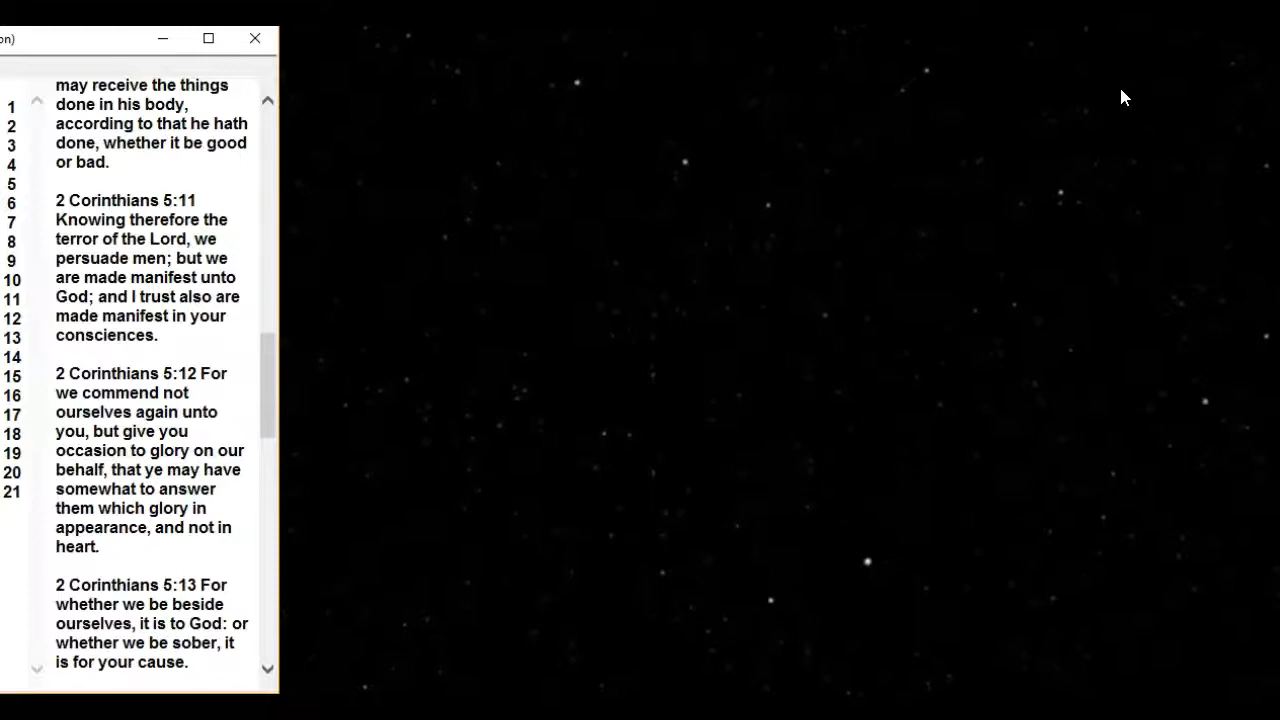 on)
may receive the things
done in his body,
according to that he hath
done, whether it be good
or bad.
2 Corinthians 5:11
Knowing therefore the
terror of the Lord, we
persuade men; but we
are made manifest unto
God; and I trust also are
made manifest in your
consciences.
2 Corinthians 5:12 For
we commend not
ourselves again unto
you, but give you
occasion to glory on our
behalf, that ye may have
somewhat to answer
them which glory in
appearance, and not in
heart.
2 Corinthians 5:13 For
whether we be beside
ourselves, it is to God: or
whether we be sober, it
is for your cause.
1
2
3
4
5
6
7
8
9
10
11
12
13
14
15
16
17
18
19
20
21